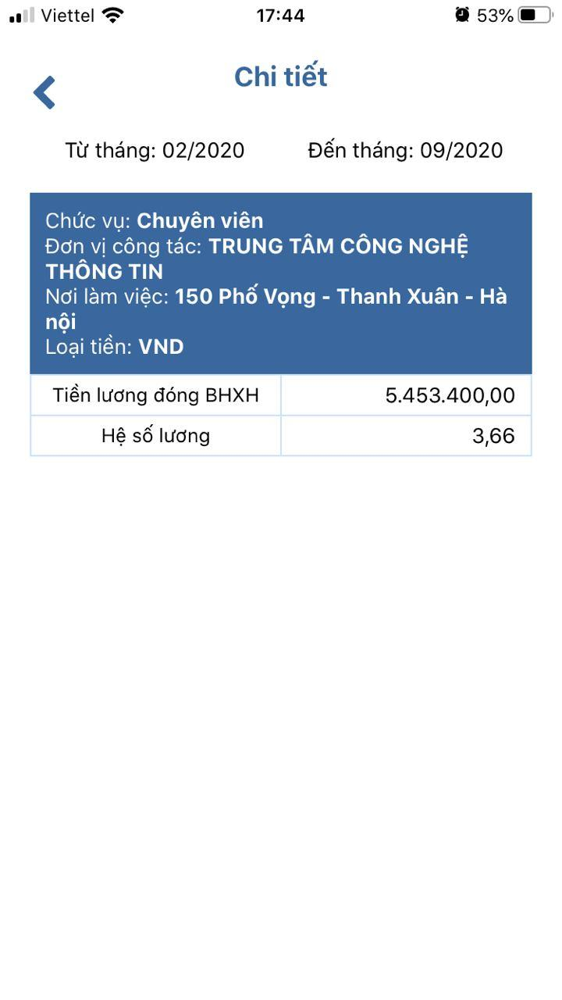 Viettel 17:44 53%
Chi tiết
Từ tháng: 02/2020 Đến tháng: 09/2020
Chức vụ: Chuyên viên
Đơn vị công tác: TRUNG TÂM CÔNG NGHỆ
THÔNG TIN
Nơi làm việc: 150 Phố Vọng - Thanh Xuân - Hà
nội
Loại tiền: VND
Tiền lương đóng BHXH 5.453.400,00
Hệ số lương 3,66